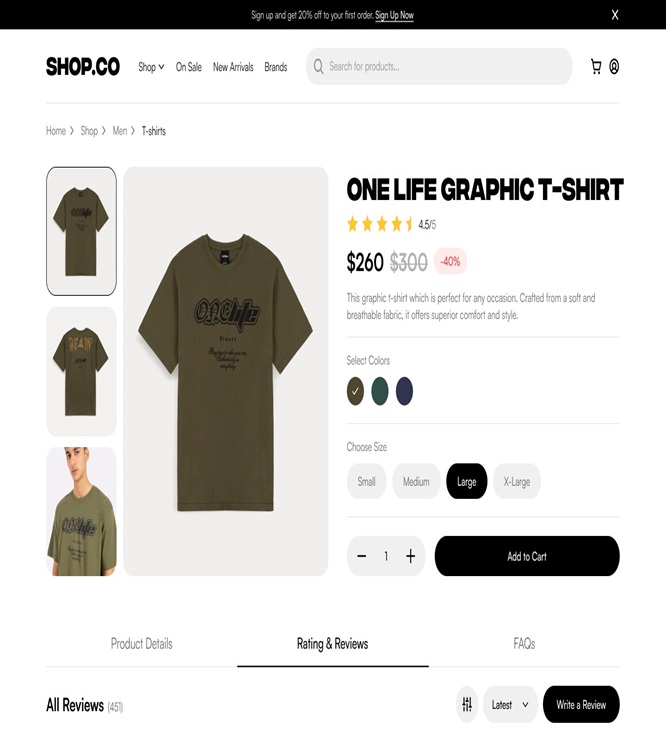 Sign up and get 20% off to your first order. Sign Up Now
X
SHOP.CO
Shop
On Sale
New Arrivals
Brands
Search for products...
Home > Shop > Men > T-shirts
ONE LIFE GRAPHIC T-SHIRT
4.5/5
$260 $300 -40%
This graphic t-shirt which is perfect for any occasion. Crafted from a soft and
breathable fabric, it offers superior comfort and style.
one life
Select Colors
Choose Size
Small
Medium
Large
X-Large
− 1 +
Add to Cart
Product Details
Rating & Reviews
FAQs
All Reviews (451)
Latest
Write a Review